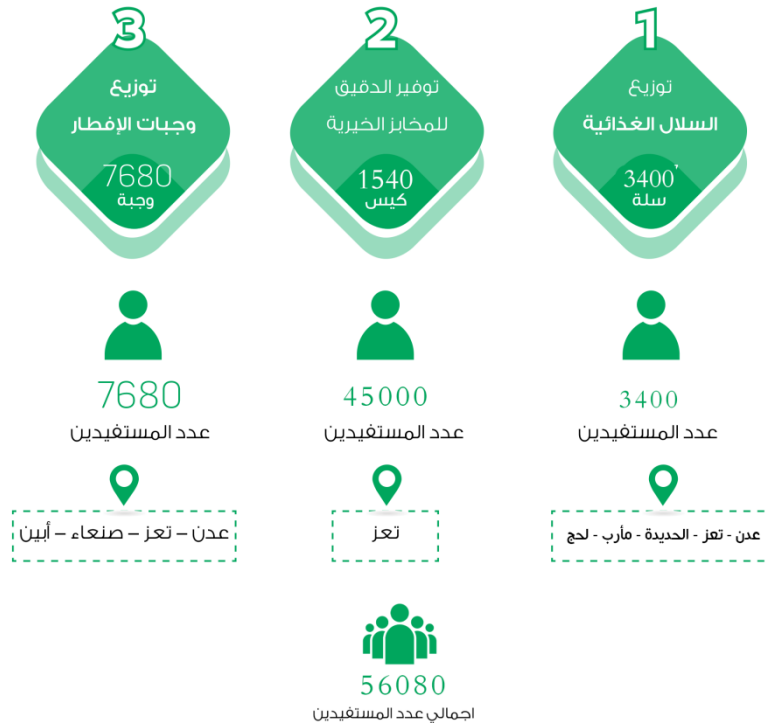 1
توزيع
السلال الغذائية
3400
سلة
3400
عدد المستفيدين
عدن - تعز - الحديدة - مأرب - لحج
2
توفير الدقيق
للمخابز الخيرية
1540
كيس
45000
عدد المستفيدين
تعز
3
توزيع
وجبات الإفطار
7680
وجبة
7680
عدد المستفيدين
عدن – تعز – صنعاء – أبين
56080
اجمالي عدد المستفيدين